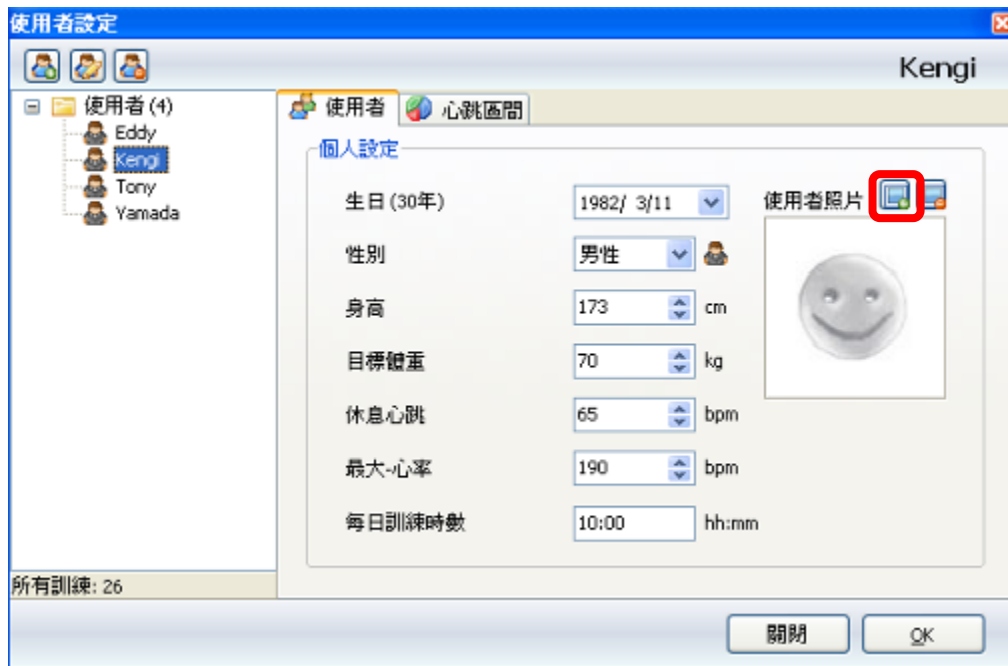 使用者設定
Kengi
使用者 (4)
Eddy
Kengi
Tony
Yamada
使用者
心跳區間
個人設定
生日 (30年)
1982/ 3/11
使用者照片
性別
男性
身高
173
cm
目標體重
70
kg
休息心跳
65
bpm
最大-心率
190
bpm
每日訓練時數
10:00
hh:mm
所有訓練: 26
關閉
OK